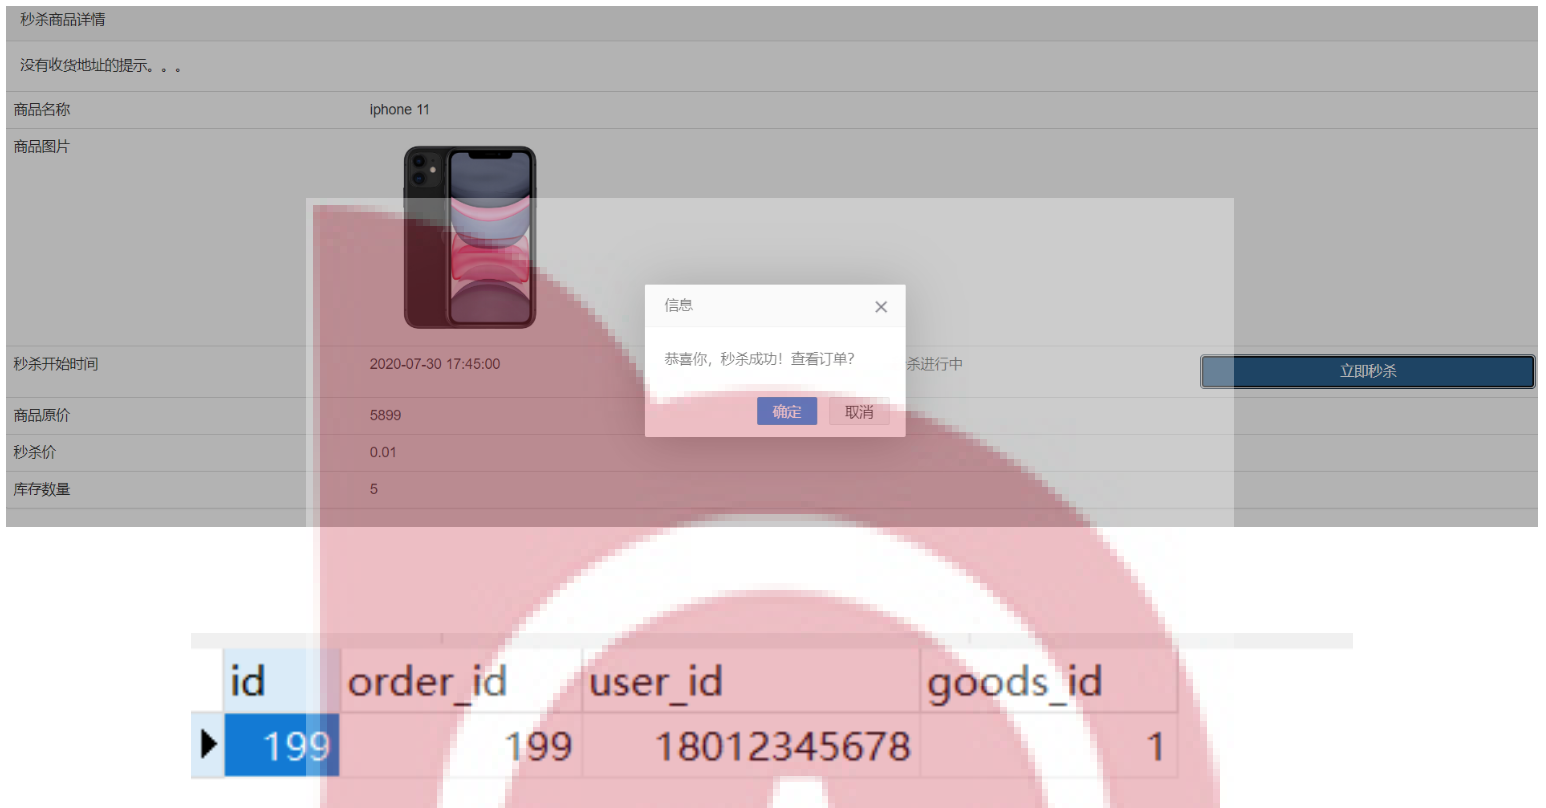 秒杀商品详情
没有收货地址的提示。。。
商品名称 iphone 11
商品图片
信息
恭喜你，秒杀成功！查看订单？
确定 取消
秒杀开始时间 2020-07-30 17:45:00 杀进行中 立即秒杀
商品原价 5899
秒杀价 0.01
库存数量 5
id order_id user_id goods_id
199 199 18012345678 1